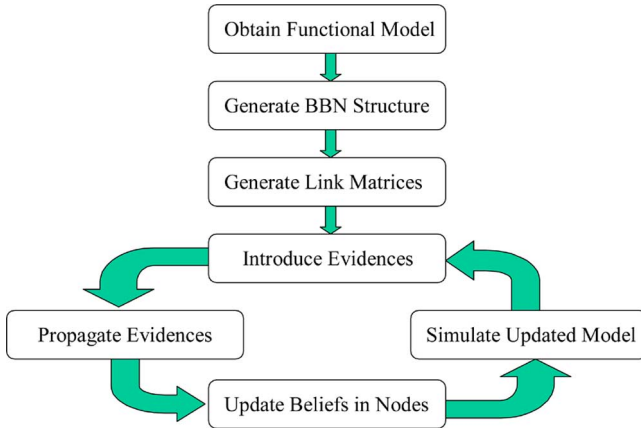 Obtain Functional Model
Generate BBN Structure
Generate Link Matrices
Introduce Evidences
Propagate Evidences
Simulate Updated Model
Update Beliefs in Nodes